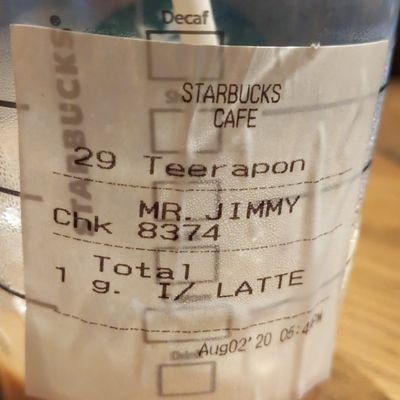 Decaf
STARBUCKS®
STARBUCKS
CAFE
29 Teerapon
MR. JIMMY
Chk 8374
Total
1 g. I/ LATTE
Aug02'20